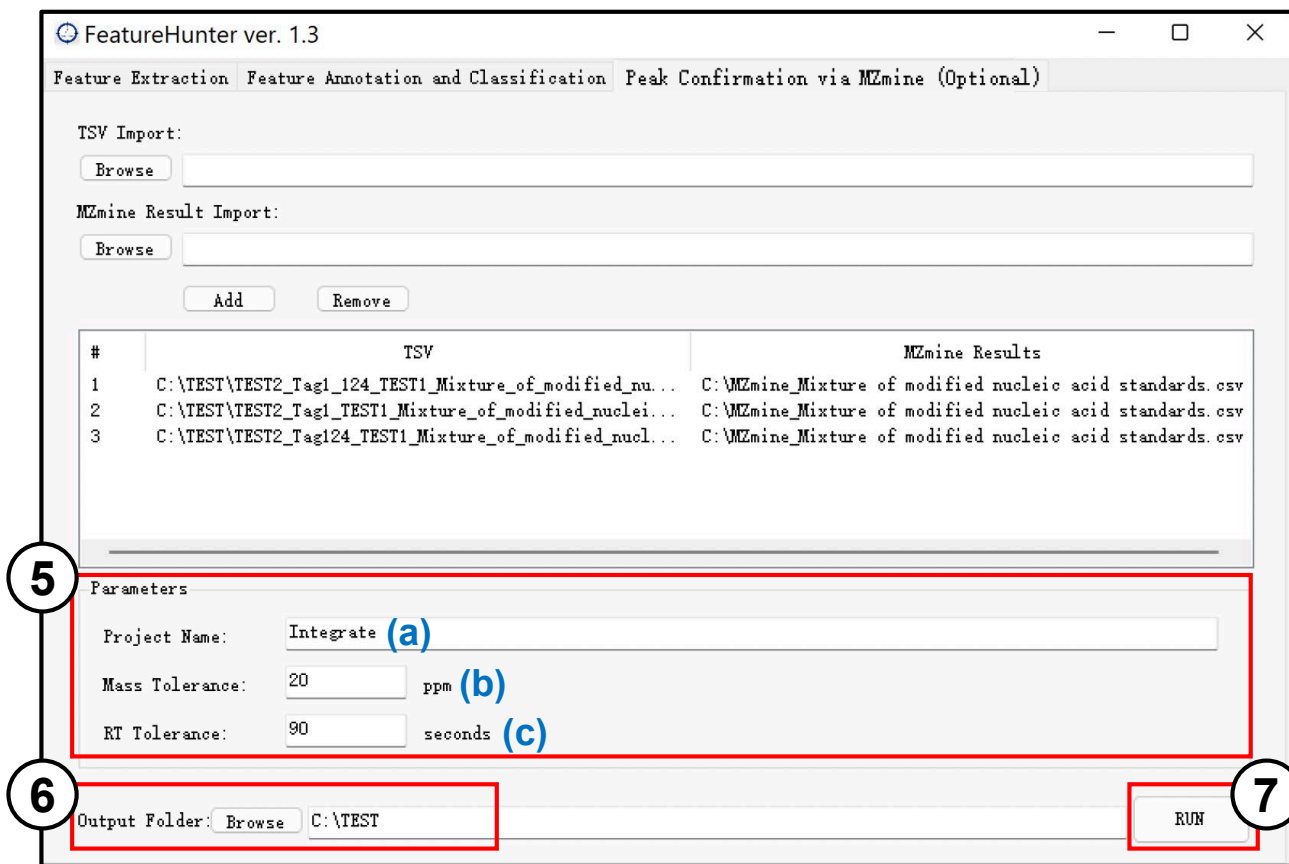 FeatureHunter ver. 1.3
Feature Extraction Feature Annotation and Classification Peak Confirmation via MZmine (Optional)
TSV Import:
Browse
MZmine Result Import:
Browse
Add Remove
# TSV MZmine Results
1 C:\TEST\TEST2_Tag1_124_TEST1_Mixture_of_modified_nu... C:\MZmine_Mixture of modified nucleic acid standards.csv
2 C:\TEST\TEST2_Tag1_TEST1_Mixture_of_modified_nuclei... C:\MZmine_Mixture of modified nucleic acid standards.csv
3 C:\TEST\TEST2_Tag124_TEST1_Mixture_of_modified_nucl... C:\MZmine_Mixture of modified nucleic acid standards.csv
5
Parameters
Project Name: Integrate (a)
Mass Tolerance: 20 ppm (b)
RT Tolerance: 90 seconds (c)
6 7
Output Folder: Browse C:\TEST RUN